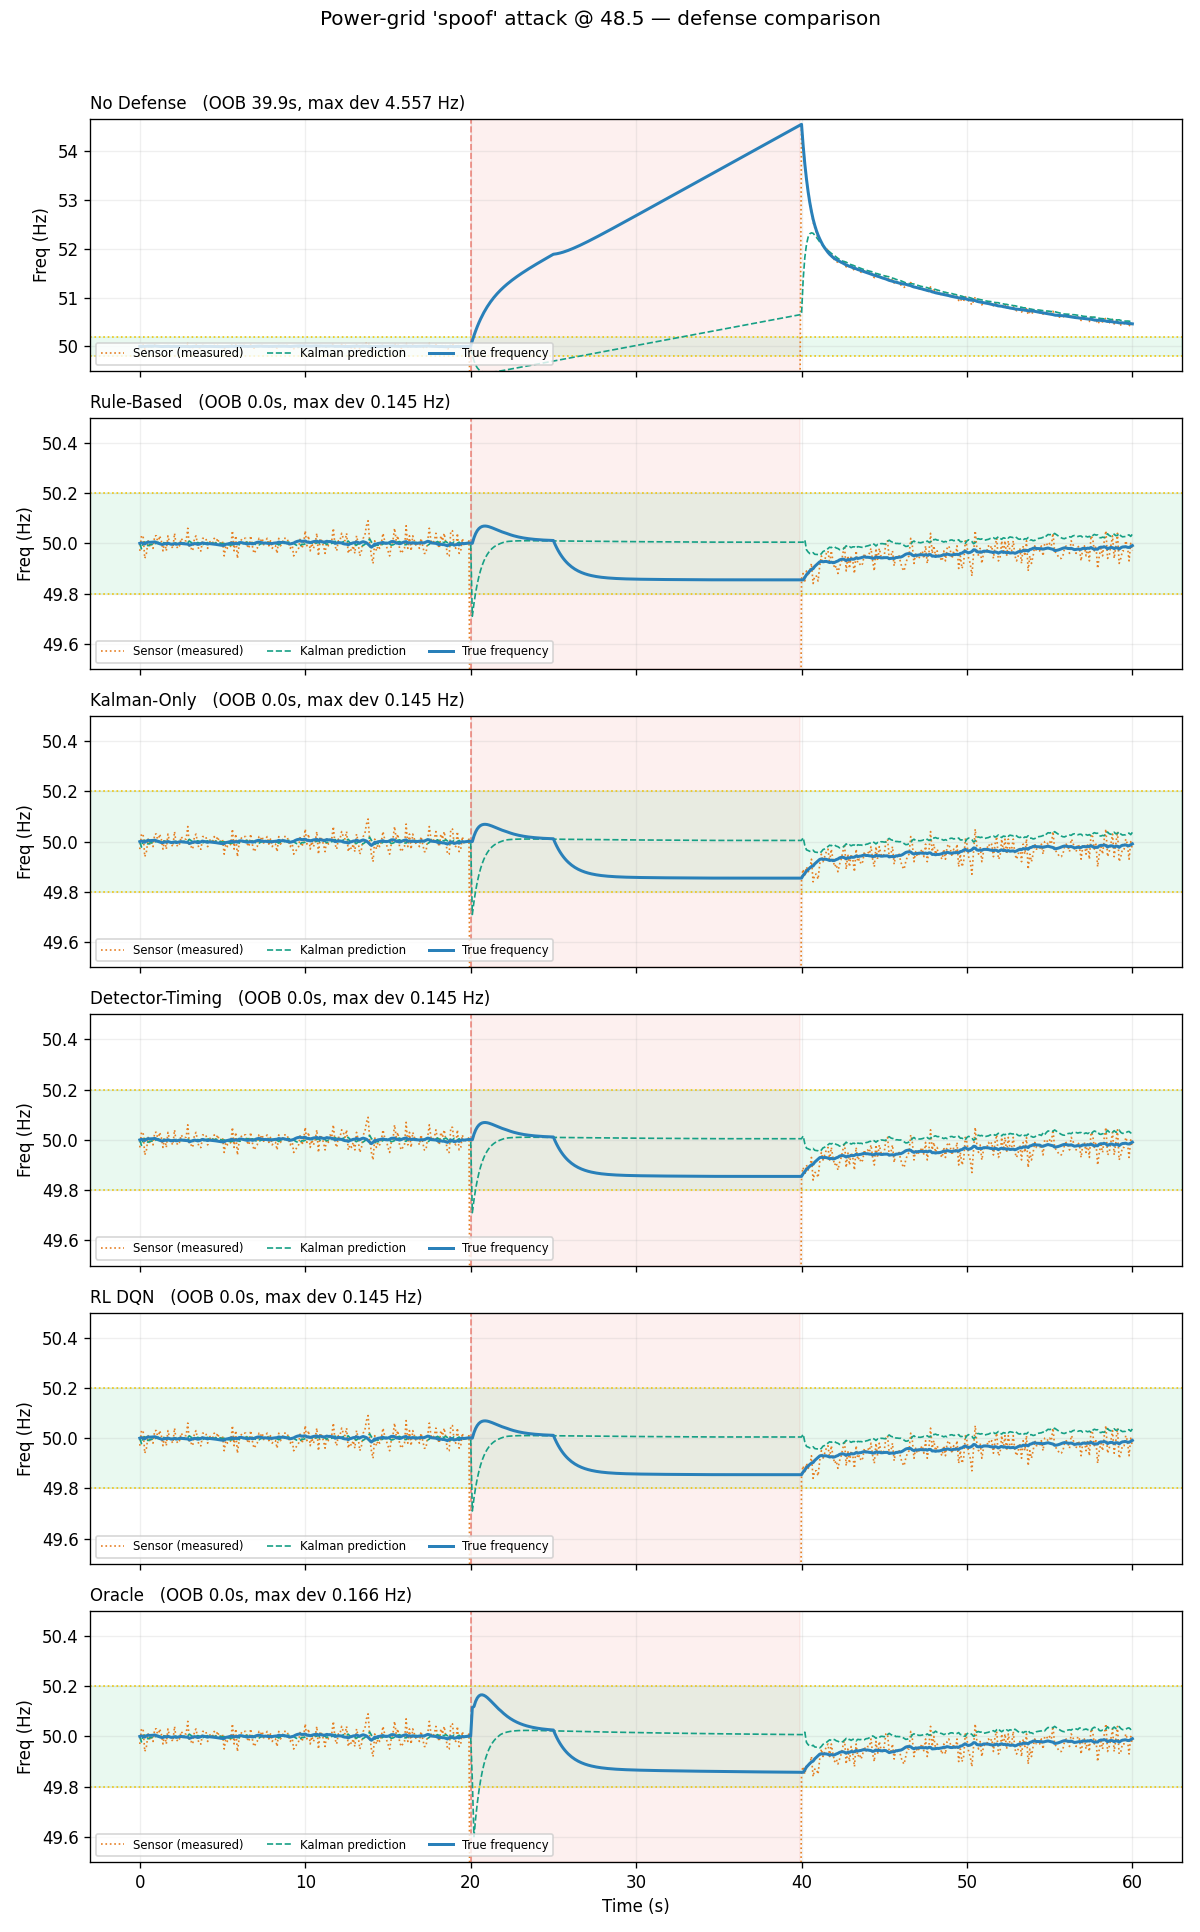 Power-grid 'spoof' attack @ 48.5 — defense comparison
No Defense (OOB 39.9s, max dev 4.557 Hz)
Freq (Hz)
54
53
52
51
50
Sensor (measured) Kalman prediction True frequency
Rule-Based (OOB 0.0s, max dev 0.145 Hz)
Freq (Hz)
50.4
50.2
50.0
49.8
49.6
Sensor (measured) Kalman prediction True frequency
Kalman-Only (OOB 0.0s, max dev 0.145 Hz)
Freq (Hz)
50.4
50.2
50.0
49.8
49.6
Sensor (measured) Kalman prediction True frequency
Detector-Timing (OOB 0.0s, max dev 0.145 Hz)
Freq (Hz)
50.4
50.2
50.0
49.8
49.6
Sensor (measured) Kalman prediction True frequency
RL DQN (OOB 0.0s, max dev 0.145 Hz)
Freq (Hz)
50.4
50.2
50.0
49.8
49.6
Sensor (measured) Kalman prediction True frequency
Oracle (OOB 0.0s, max dev 0.166 Hz)
Freq (Hz)
50.4
50.2
50.0
49.8
49.6
Sensor (measured) Kalman prediction True frequency
0 10 20 30 40 50 60
Time (s)